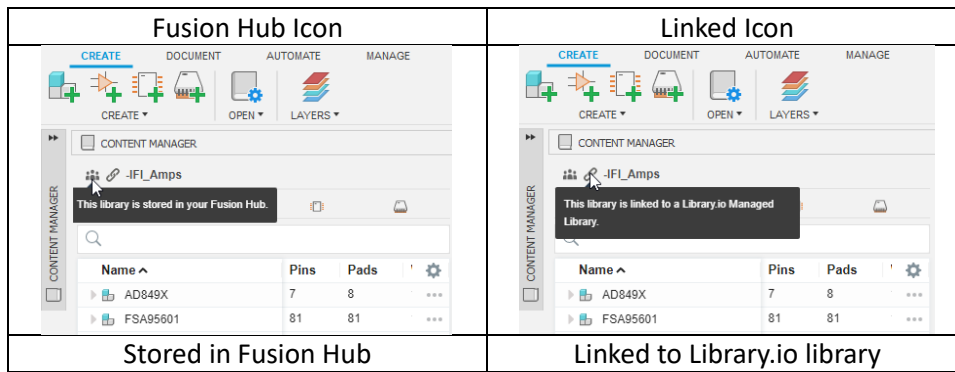 Fusion Hub Icon
Linked Icon
CREATE DOCUMENT AUTOMATE MANAGE
CREATE ▾ OPEN ▾ LAYERS ▾
CONTENT MANAGER
CONTENT MANAGER
-IFI_Amps
This library is stored in your Fusion Hub.
Name Pins Pads
AD849X 7 8
FSA95601 81 81
CREATE DOCUMENT AUTOMATE MANAGE
CREATE ▾ OPEN ▾ LAYERS ▾
CONTENT MANAGER
CONTENT MANAGER
-IFI_Amps
This library is linked to a Library.io Managed
Library.
Name Pins Pads
AD849X 7 8
FSA95601 81 81
Stored in Fusion Hub
Linked to Library.io library